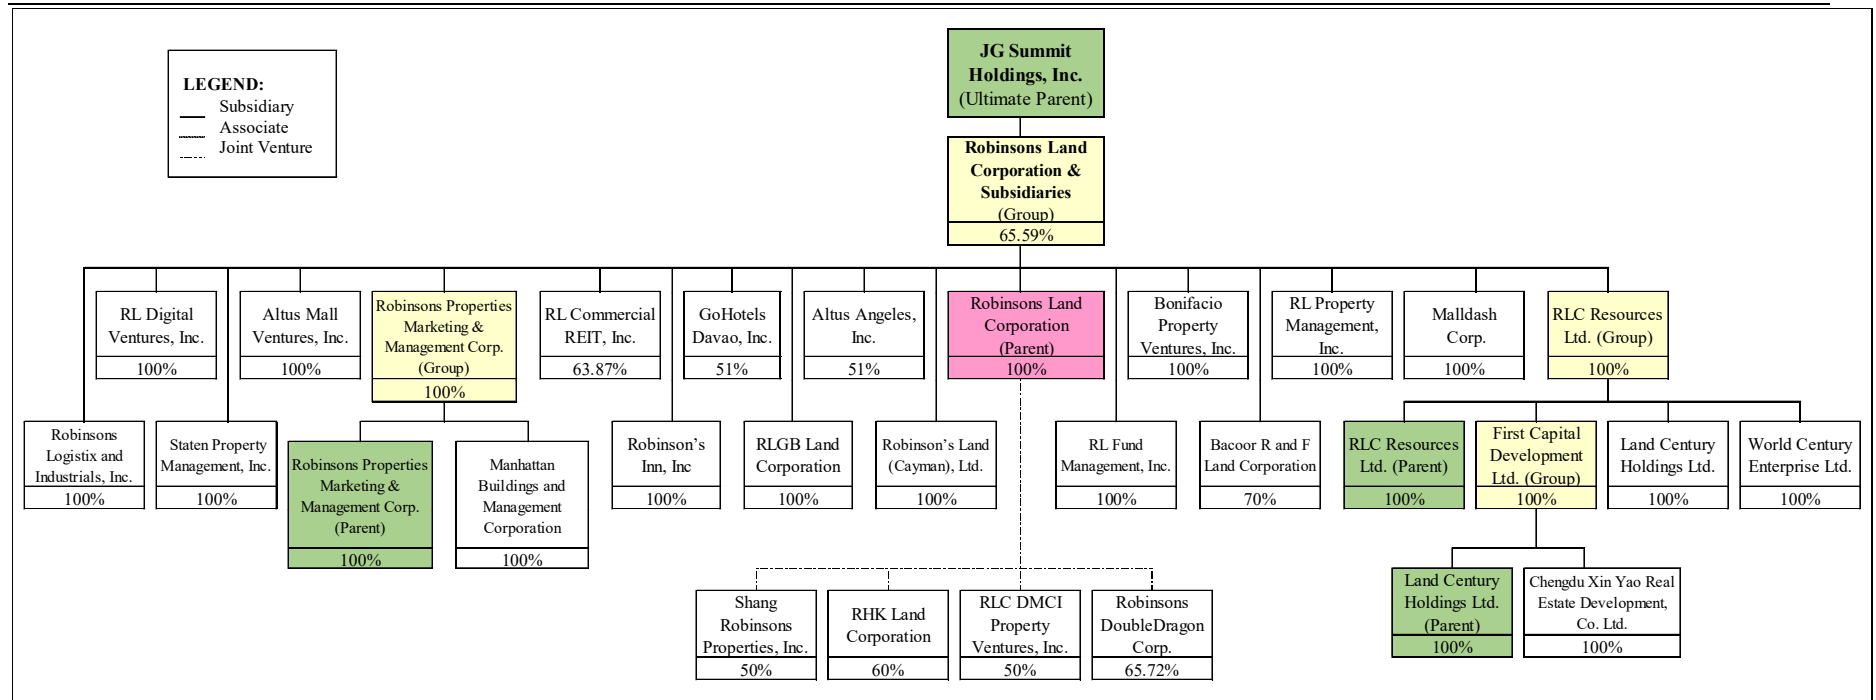 JG Summit
Holdings, Inc.
(Ultimate Parent)
LEGEND:
Subsidiary
Associate
Joint Venture
Robinsons Land
Corporation &
Subsidiaries
(Group)
65.59%
RL Digital
Ventures, Inc.
100%
Altus Mall
Ventures, Inc.
100%
Robinsons Properties
Marketing &
Management Corp.
(Group)
100%
RL Commercial
REIT, Inc.
63.87%
GoHotels
Davao, Inc.
51%
Altus Angeles,
Inc.
51%
Robinsons Land
Corporation
(Parent)
100%
Bonifacio
Property
Ventures, Inc.
100%
RL Property
Management,
Inc.
100%
Malldash
Corp.
100%
RLC Resources
Ltd. (Group)
100%
Robinsons
Logistix and
Industrials, Inc.
100%
Staten Property
Management, Inc.
100%
Robinsons Properties
Marketing &
Management Corp.
(Parent)
100%
Manhattan
Buildings and
Management
Corporation
100%
Robinson’s
Inn, Inc
100%
RLGB Land
Corporation
100%
Robinson’s Land
(Cayman), Ltd.
100%
RL Fund
Management, Inc.
100%
Bacoor R and F
Land Corporation
70%
RLC Resources
Ltd. (Parent)
100%
First Capital
Development
Ltd. (Group)
100%
Land Century
Holdings Ltd.
100%
World Century
Enterprise Ltd.
100%
Shang
Robinsons
Properties, Inc.
50%
RHK Land
Corporation
60%
RLC DMCI
Property
Ventures, Inc.
50%
Robinsons
DoubleDragon
Corp.
65.72%
Land Century
Holdings Ltd.
(Parent)
100%
Chengdu Xin Yao Real
Estate Development,
Co. Ltd.
100%